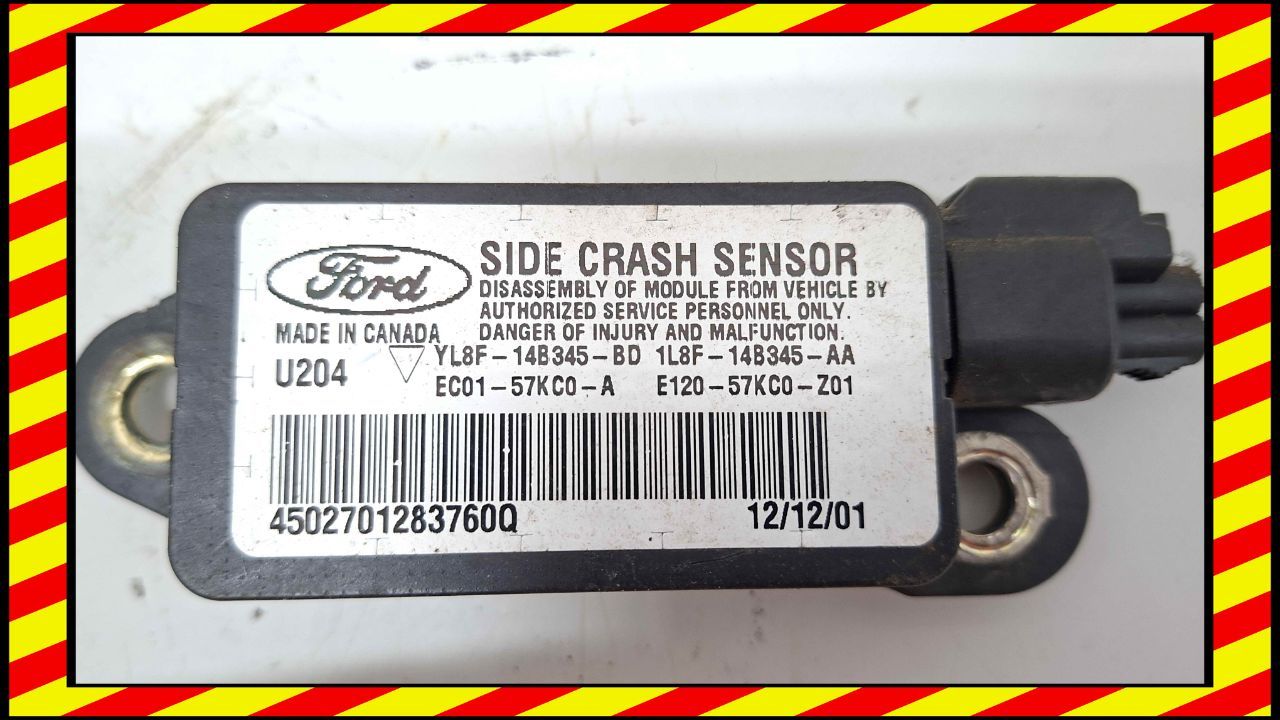 Ford
SIDE CRASH SENSOR
DISASSEMBLY OF MODULE FROM VEHICLE BY
AUTHORIZED SERVICE PERSONNEL ONLY.
DANGER OF INJURY AND MALFUNCTION.
MADE IN CANADA
U204
YL8F-14B345-BD 1L8F-14B345-AA
EC01-57KC0-A E120-57KC0-Z01
4502701283760Q 12/12/01